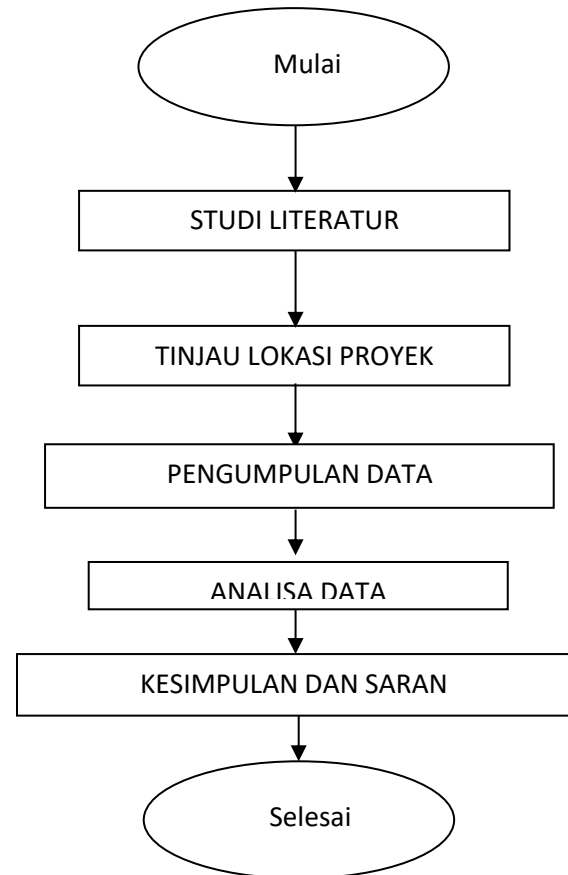 Mulai
STUDI LITERATUR
TINJAU LOKASI PROYEK
PENGUMPULAN DATA
ANALISA DATA
KESIMPULAN DAN SARAN
Selesai